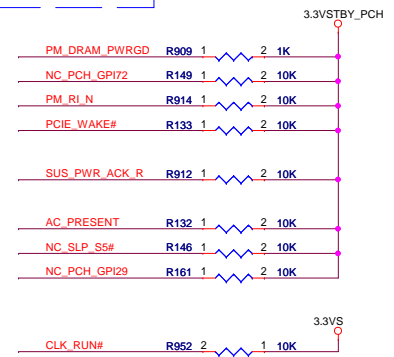 3.3VSTBY_PCH
PM_DRAM_PWRGD R909 1 2 1K
NC_PCH_GPI72 R149 1 2 10K
PM_RI_N R914 1 2 10K
PCIE_WAKE# R133 1 2 10K
SUS_PWR_ACK_R R912 1 2 10K
AC_PRESENT R132 1 2 10K
NC_SLP_S5# R146 1 2 10K
NC_PCH_GPI29 R161 1 2 10K
3.3VS
CLK_RUN# R952 2 1 10K